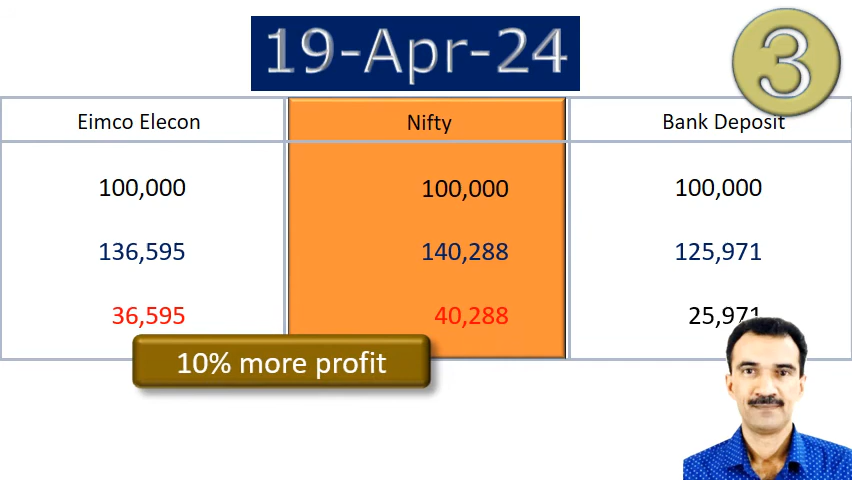 19-Apr-24
3
Eimco Elecon Nifty Bank Deposit
100,000 100,000 100,000
136,595 140,288 125,971
36,595 40,288 25,971
10% more profit